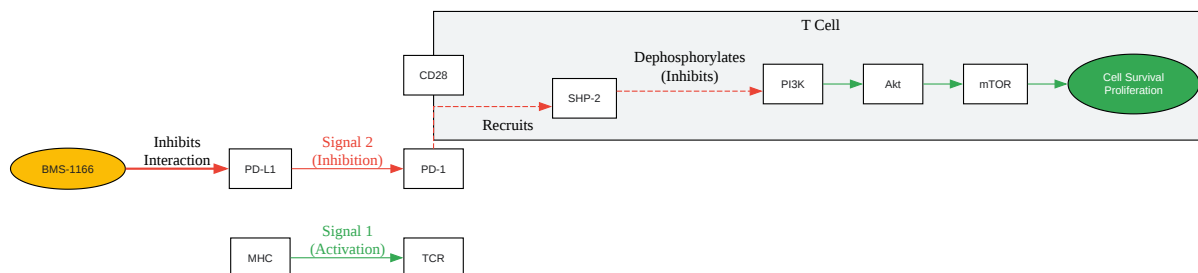 T Cell
CD28
SHP-2
Dephosphorylates
(Inhibits)
PI3K
Akt
mTOR
Cell Survival
Proliferation
Recruits
BMS-1166
Inhibits
Interaction
PD-L1
Signal 2
(Inhibition)
PD-1
MHC
Signal 1
(Activation)
TCR